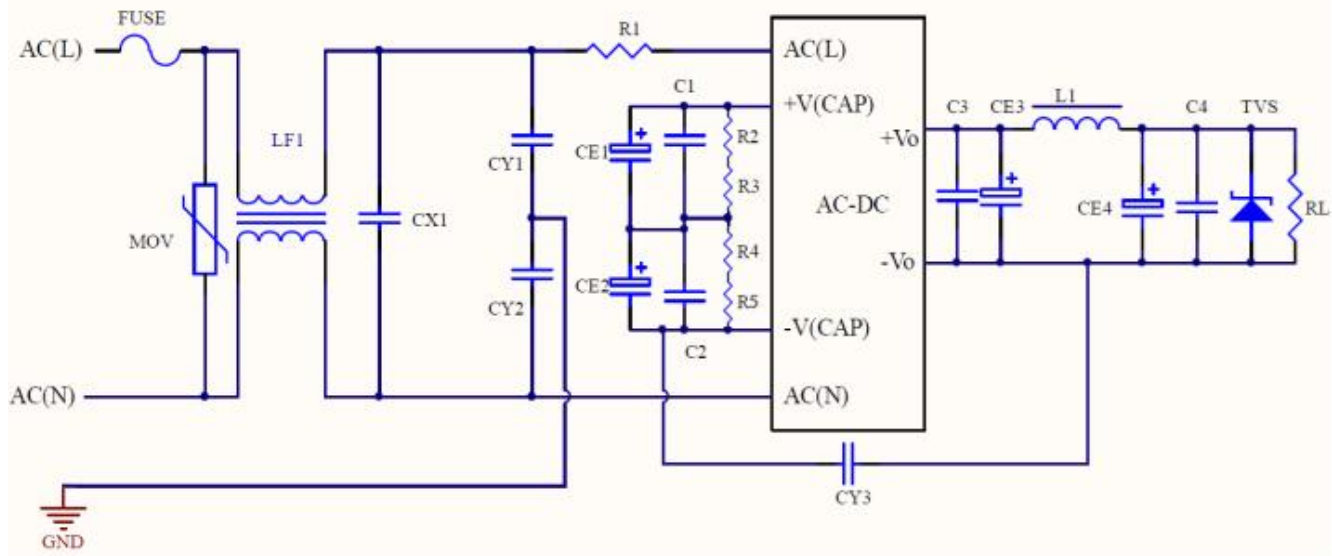 FUSE
AC(L)
R1
AC(L)
C1
+V(CAP)
C3
CE3
L1
C4
TVS
R2
+Vo
LF1
CY1
CE1
R3
AC-DC
CE4
RL
MOV
CX1
R4
-Vo
CE2
R5
CY2
-V(CAP)
C2
AC(N)
AC(N)
CY3
GND